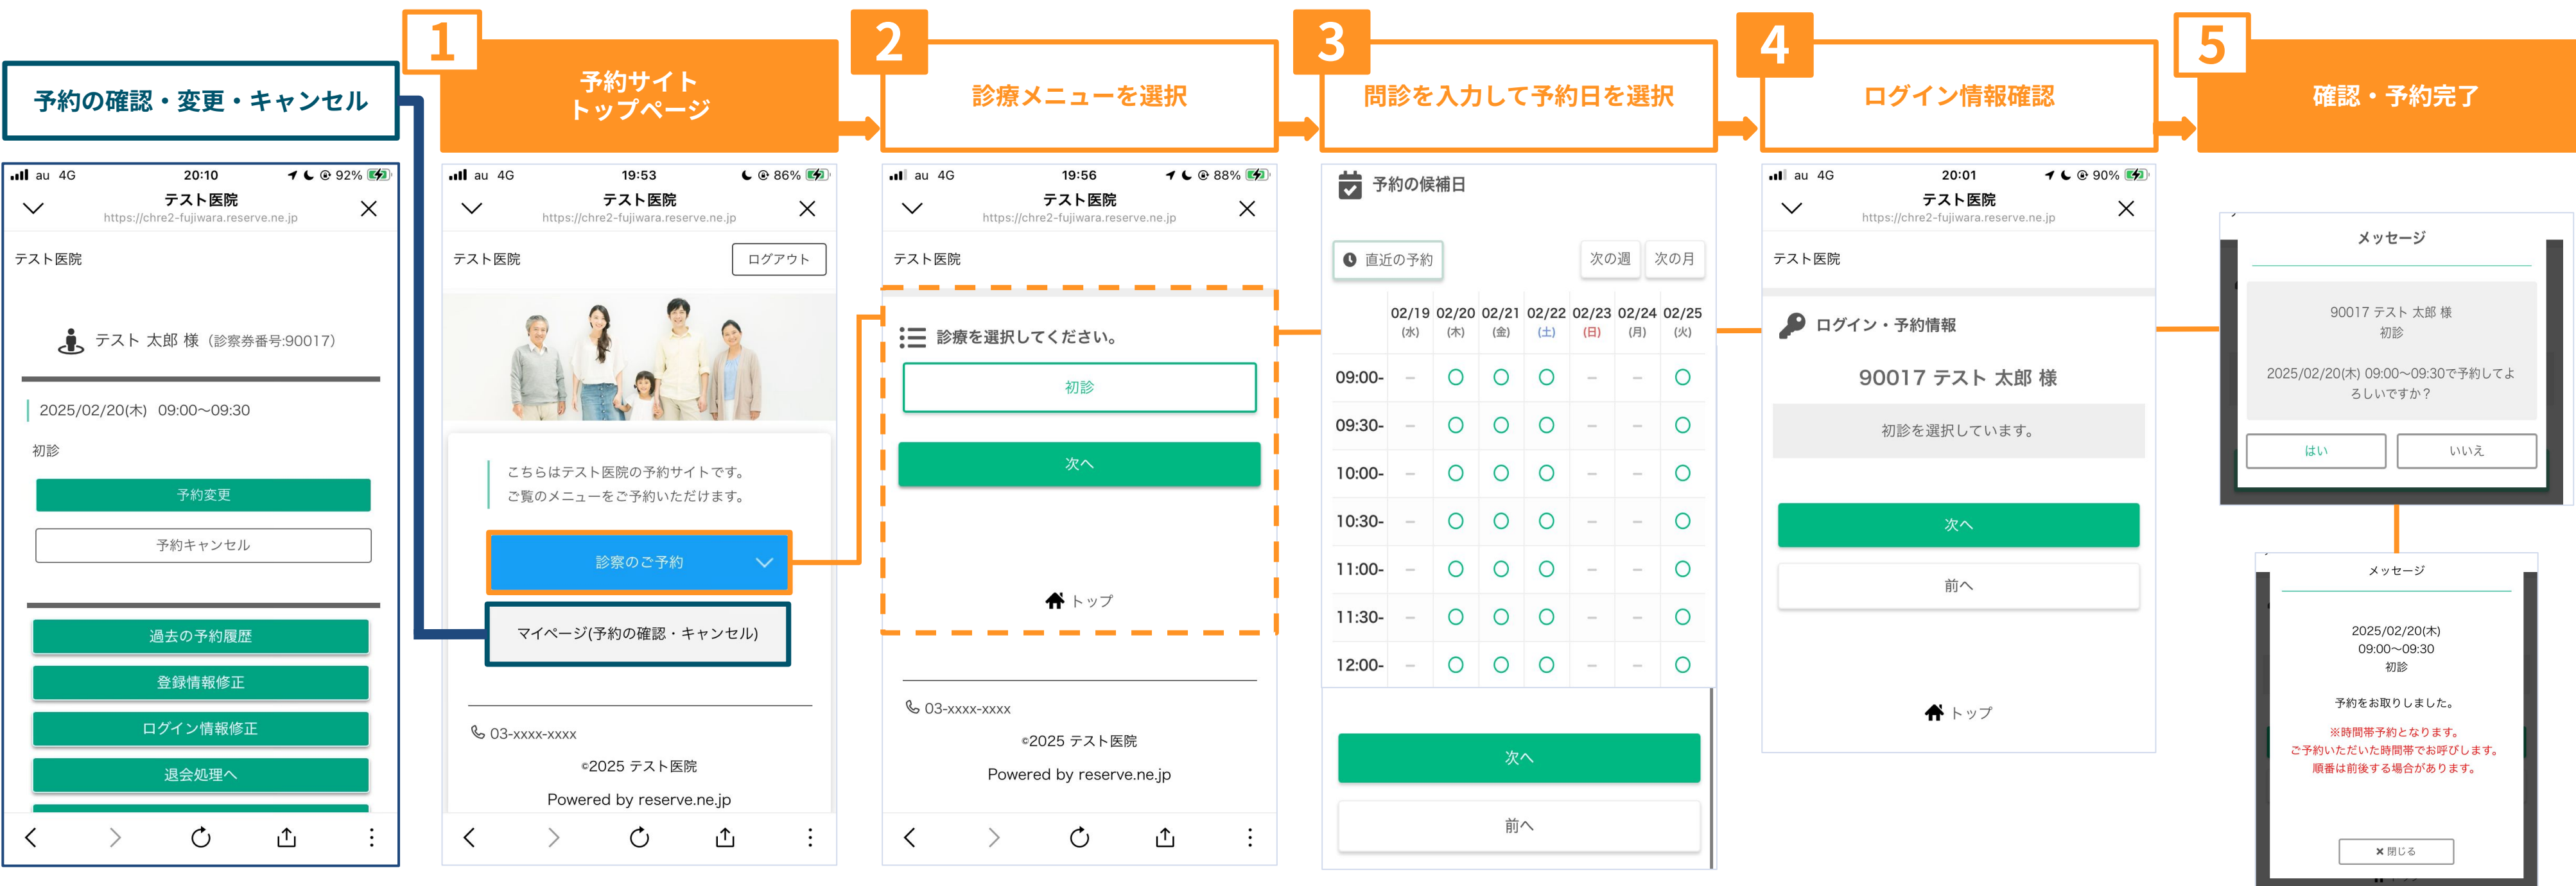 予約の確認・変更・キャンセル
au 4G 20:10 92%
テスト医院
https://chre2-fujiwara.reserve.ne.jp
テスト医院
テスト 太郎 様（診察券番号:90017）
2025/02/20(木) 09:00〜09:30
初診
予約変更
予約キャンセル
過去の予約履歴
登録情報修正
ログイン情報修正
退会処理へ
1
予約サイト
トップページ
au 4G 19:53 86%
テスト医院
https://chre2-fujiwara.reserve.ne.jp
テスト医院 ログアウト
こちらはテスト医院の予約サイトです。
ご覧のメニューをご予約いただけます。
診察のご予約
マイページ(予約の確認・キャンセル)
03-xxxx-xxxx
©2025 テスト医院
Powered by reserve.ne.jp
2
診療メニューを選択
au 4G 19:56 88%
テスト医院
https://chre2-fujiwara.reserve.ne.jp
テスト医院
診療を選択してください。
初診
次へ
トップ
03-xxxx-xxxx
©2025 テスト医院
Powered by reserve.ne.jp
3
問診を入力して予約日を選択
予約の候補日
直近の予約 次の週 次の月
02/19 02/20 02/21 02/22 02/23 02/24 02/25
(水) (木) (金) (土) (日) (月) (火)
09:00- － ○ ○ ○ － － ○
09:30- － ○ ○ ○ － － ○
10:00- － ○ ○ ○ － － ○
10:30- － ○ ○ ○ － － ○
11:00- － ○ ○ ○ － － ○
11:30- － ○ ○ ○ － － ○
12:00- － ○ ○ ○ － － ○
次へ
前へ
4
ログイン情報確認
au 4G 20:01 90%
テスト医院
https://chre2-fujiwara.reserve.ne.jp
テスト医院
ログイン・予約情報
90017 テスト 太郎 様
初診を選択しています。
次へ
前へ
トップ
5
確認・予約完了
メッセージ
90017 テスト 太郎 様
初診
2025/02/20(木) 09:00〜09:30で予約してよ
ろしいですか？
はい いいえ
メッセージ
2025/02/20(木)
09:00〜09:30
初診
予約をお取りしました。
※時間帯予約となります。
ご予約いただいた時間帯でお呼びします。
順番は前後する場合があります。
×閉じる